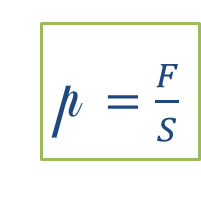 p = F/S